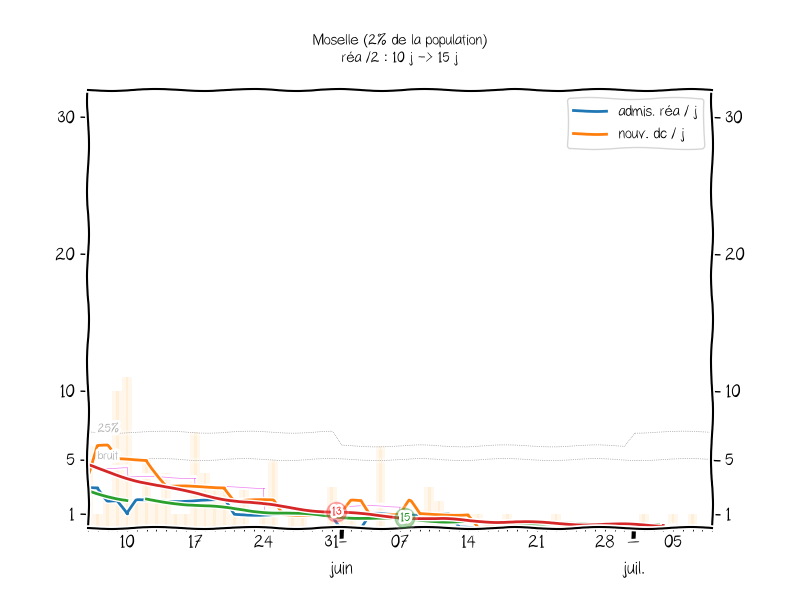 Moselle (2% de la population)
réa /2 : 10 j -> 15 j
admis. réa / j
nouv. dc / j
30 30
20 20
10 10
25%
bruit
5 5
13
15
1 1
10 17 24 31 07 14 21 28 05
juin juil.